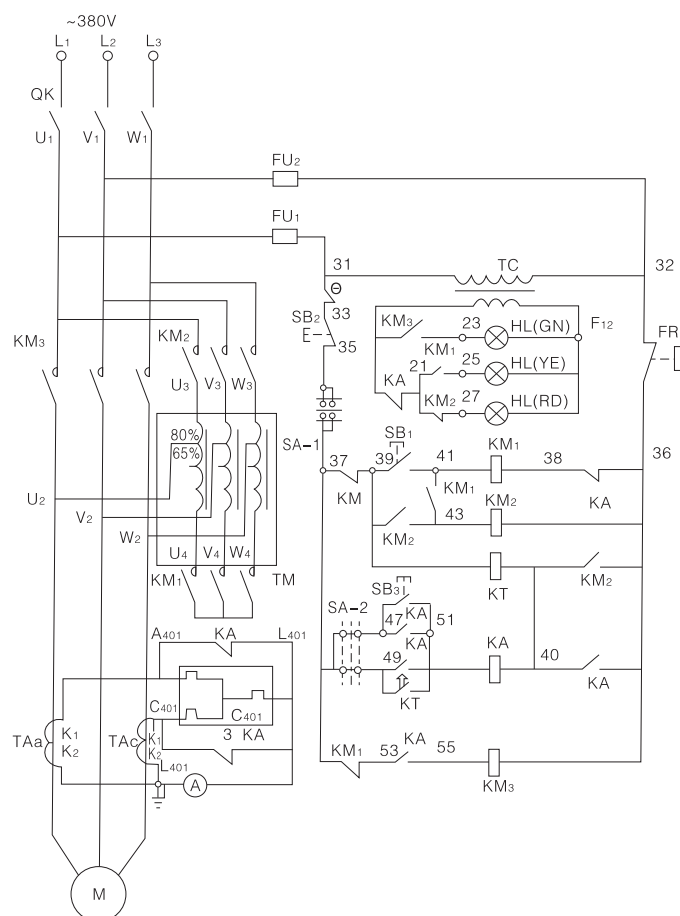 ~380V
L₁ L₂ L₃
QK
U₁ V₁ W₁
FU₂
FU₁
31 TC 32
θ
SB₂ 33
E 35
KM₃ 23 HL(GN) F₁₂
KM₁ 25 HL(YE)
21
KA
KM₂ 27 HL(RD)
FR
KM₃
KM₂
U₃ V₃ W₃
80%
65%
SA-1
SB₁
37 39 41 KM₁ 38 36
KM KM₁ KA
KM₂
43
KM₂
U₂
V₂
W₂
U₄ V₄ W₄
KM₁ TM
KT KM₂
SB₃
SA-2 KA
47 KA 51
49 KA 40
KT KA
A₄₀₁ KA L₄₀₁
C₄₀₁ C₄₀₁
3 KA
TAa K₁
K₂
TAc K₁
K₂
L₄₀₁
A
KM₁ 53 KA 55
KM₃
M